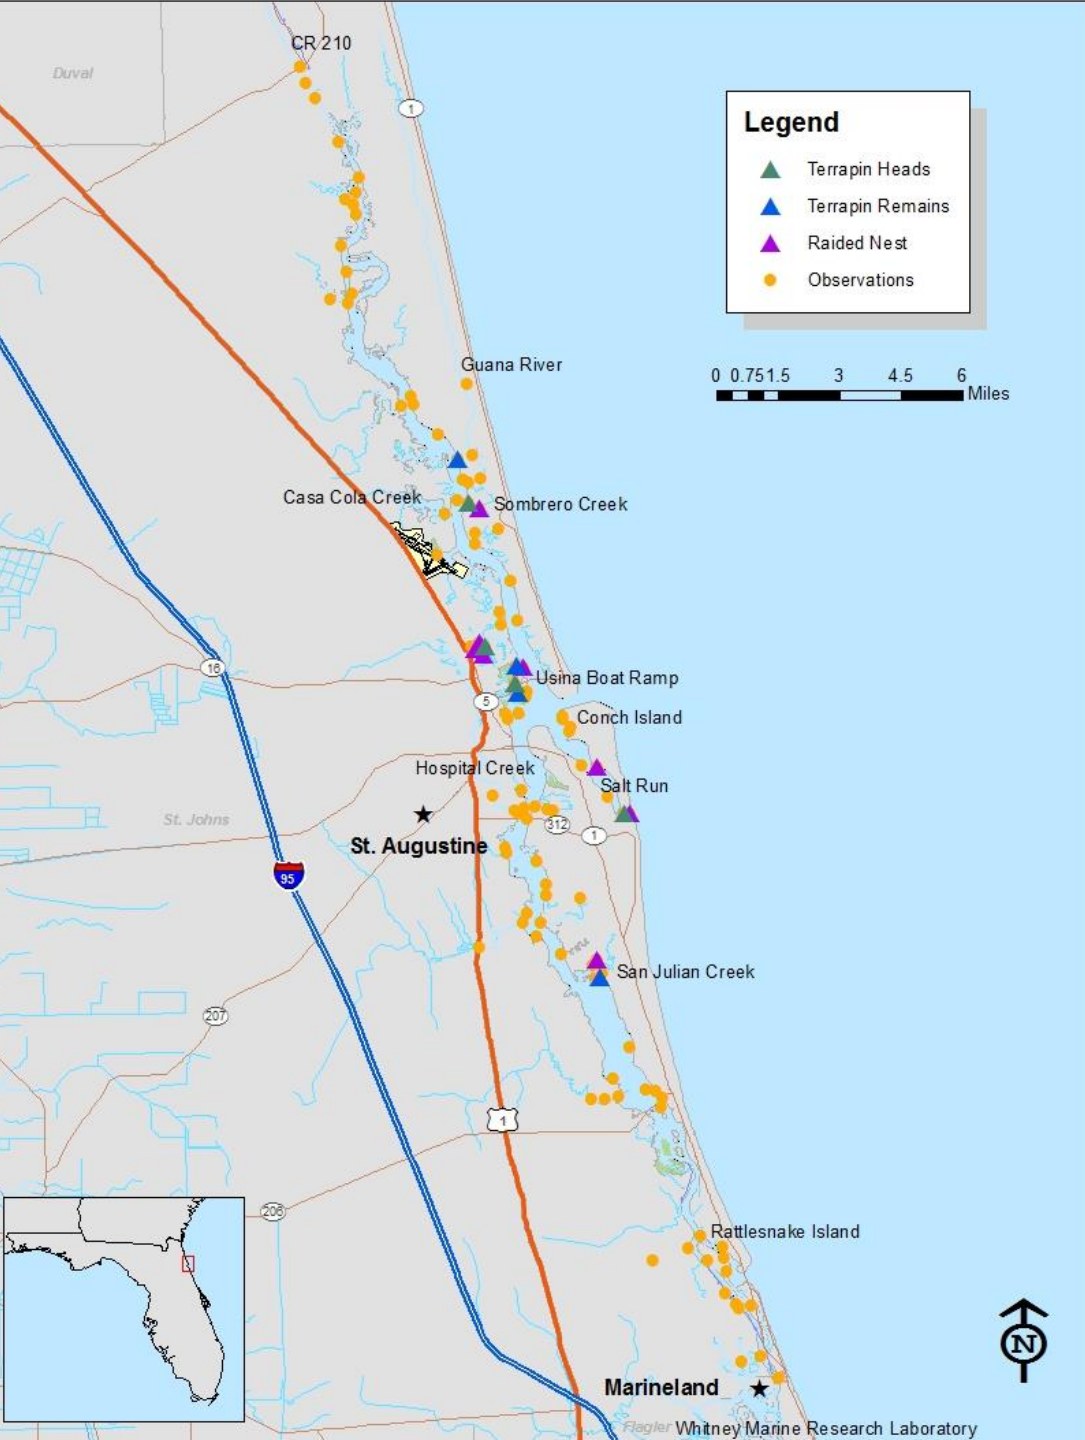 CR 210
Duval
1
Legend
Terrapin Heads
Terrapin Remains
Raided Nest
Observations
Guana River
0 0.75 1.5 3 4.5 6
Miles
Casa Cola Creek
Sombrero Creek
16
Usina Boat Ramp
5
Conch Island
Hospital Creek
Salt Run
St. Johns
312
1
St. Augustine
95
San Julian Creek
207
1
206
Rattlesnake Island
N
Marineland
Flagler
Whitney Marine Research Laboratory